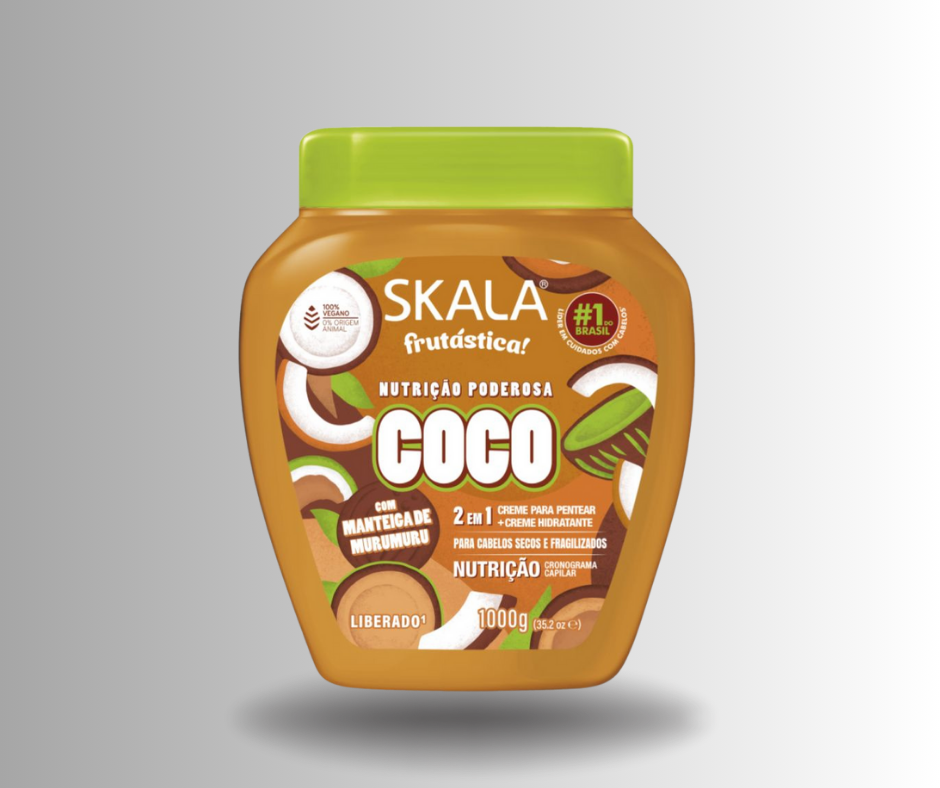 SKALA®
frutástica!
100%
VEGANO
0% ORIGEM
ANIMAL
#1 DO
BRASIL
LÍDER EM CUIDADOS COM CABELOS
NUTRIÇÃO PODEROSA
COCO
COM
MANTEIGA DE
MURUMURU
2 EM 1 CREME PARA PENTEAR
+CREME HIDRATANTE
PARA CABELOS SECOS E FRAGILIZADOS
NUTRIÇÃO CRONOGRAMA
CAPILAR
LIBERADO¹
1000g (35.2 oz ℮)